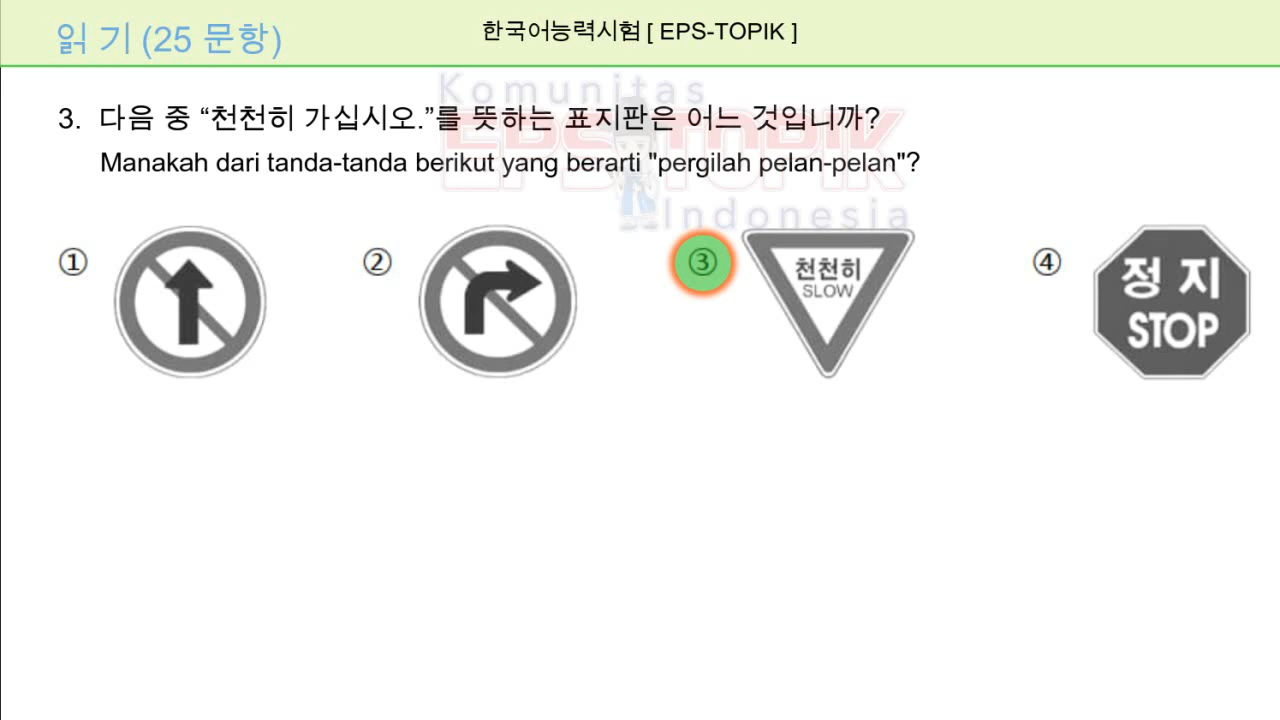 읽 기 (25 문항)
한국어능력시험 [ EPS-TOPIK ]
Komunitas
EPS-TOPIK
Indonesia
3. 다음 중 “천천히 가십시오.”를 뜻하는 표지판은 어느 것입니까?
Manakah dari tanda-tanda berikut yang berarti "pergilah pelan-pelan"?
①
②
③
천천히
SLOW
④
정 지
STOP